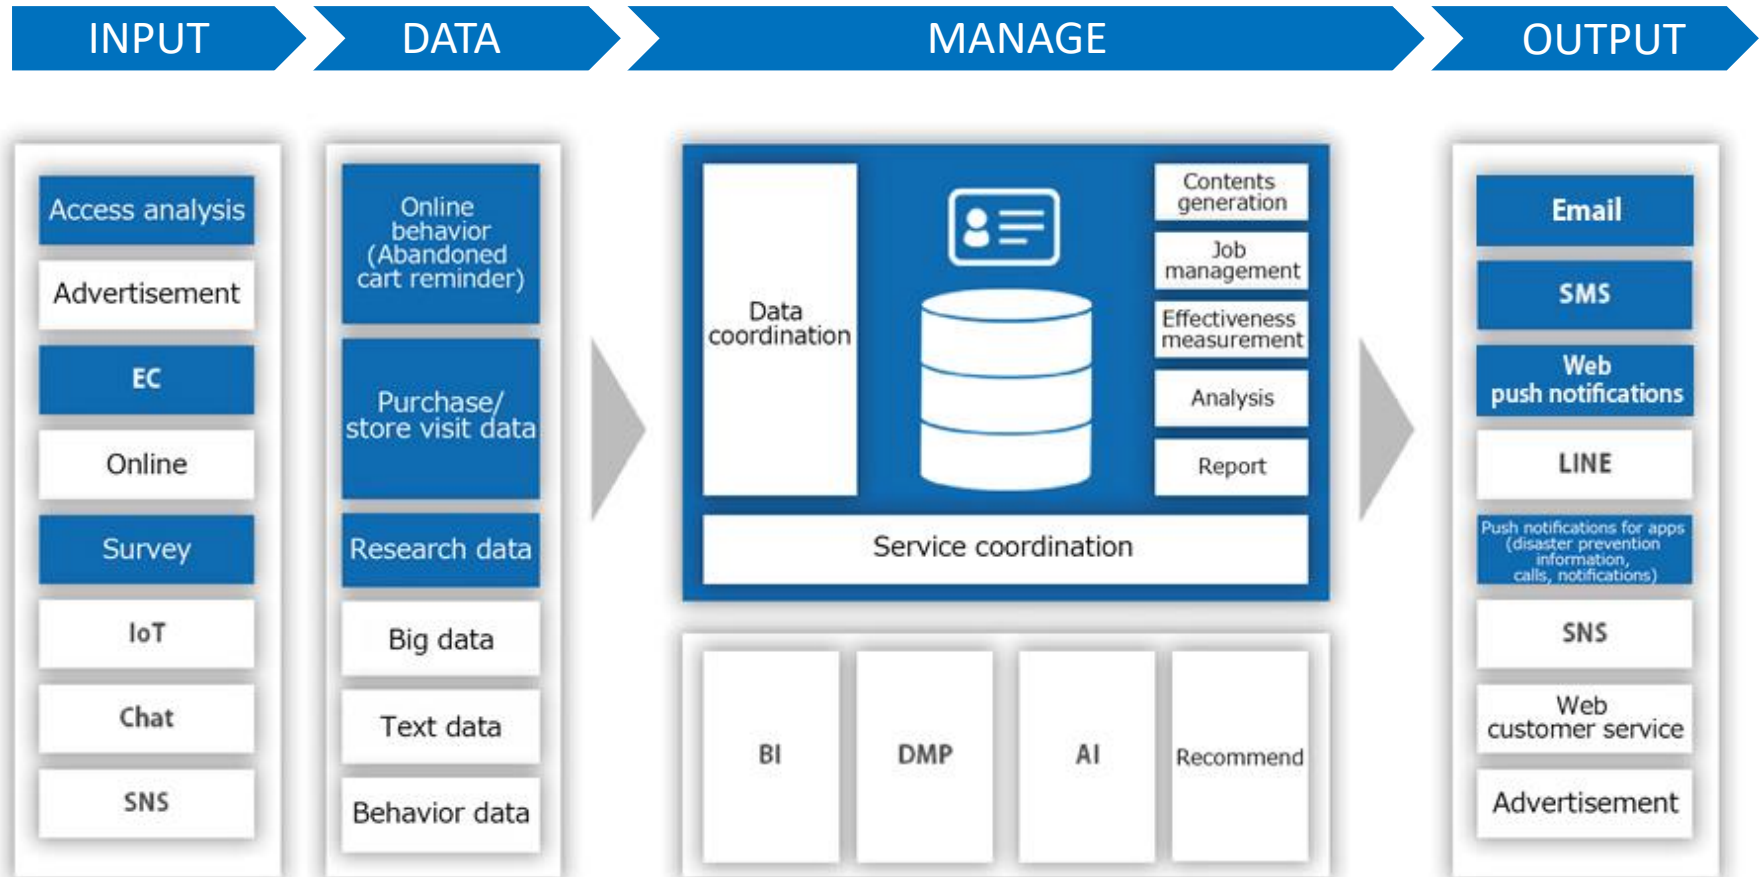 INPUT
DATA
MANAGE
OUTPUT
Access analysis
Advertisement
EC
Online
Survey
IoT
Chat
SNS
Online
behavior
(Abandoned
cart reminder)
Purchase/
store visit data
Research data
Big data
Text data
Behavior data
Data
coordination
Contents
generation
Job
management
Effectiveness
measurement
Analysis
Report
Service coordination
BI
DMP
AI
Recommend
Email
SMS
Web
push notifications
LINE
Push notifications for apps
(disaster prevention
information,
calls, notifications)
SNS
Web
customer service
Advertisement